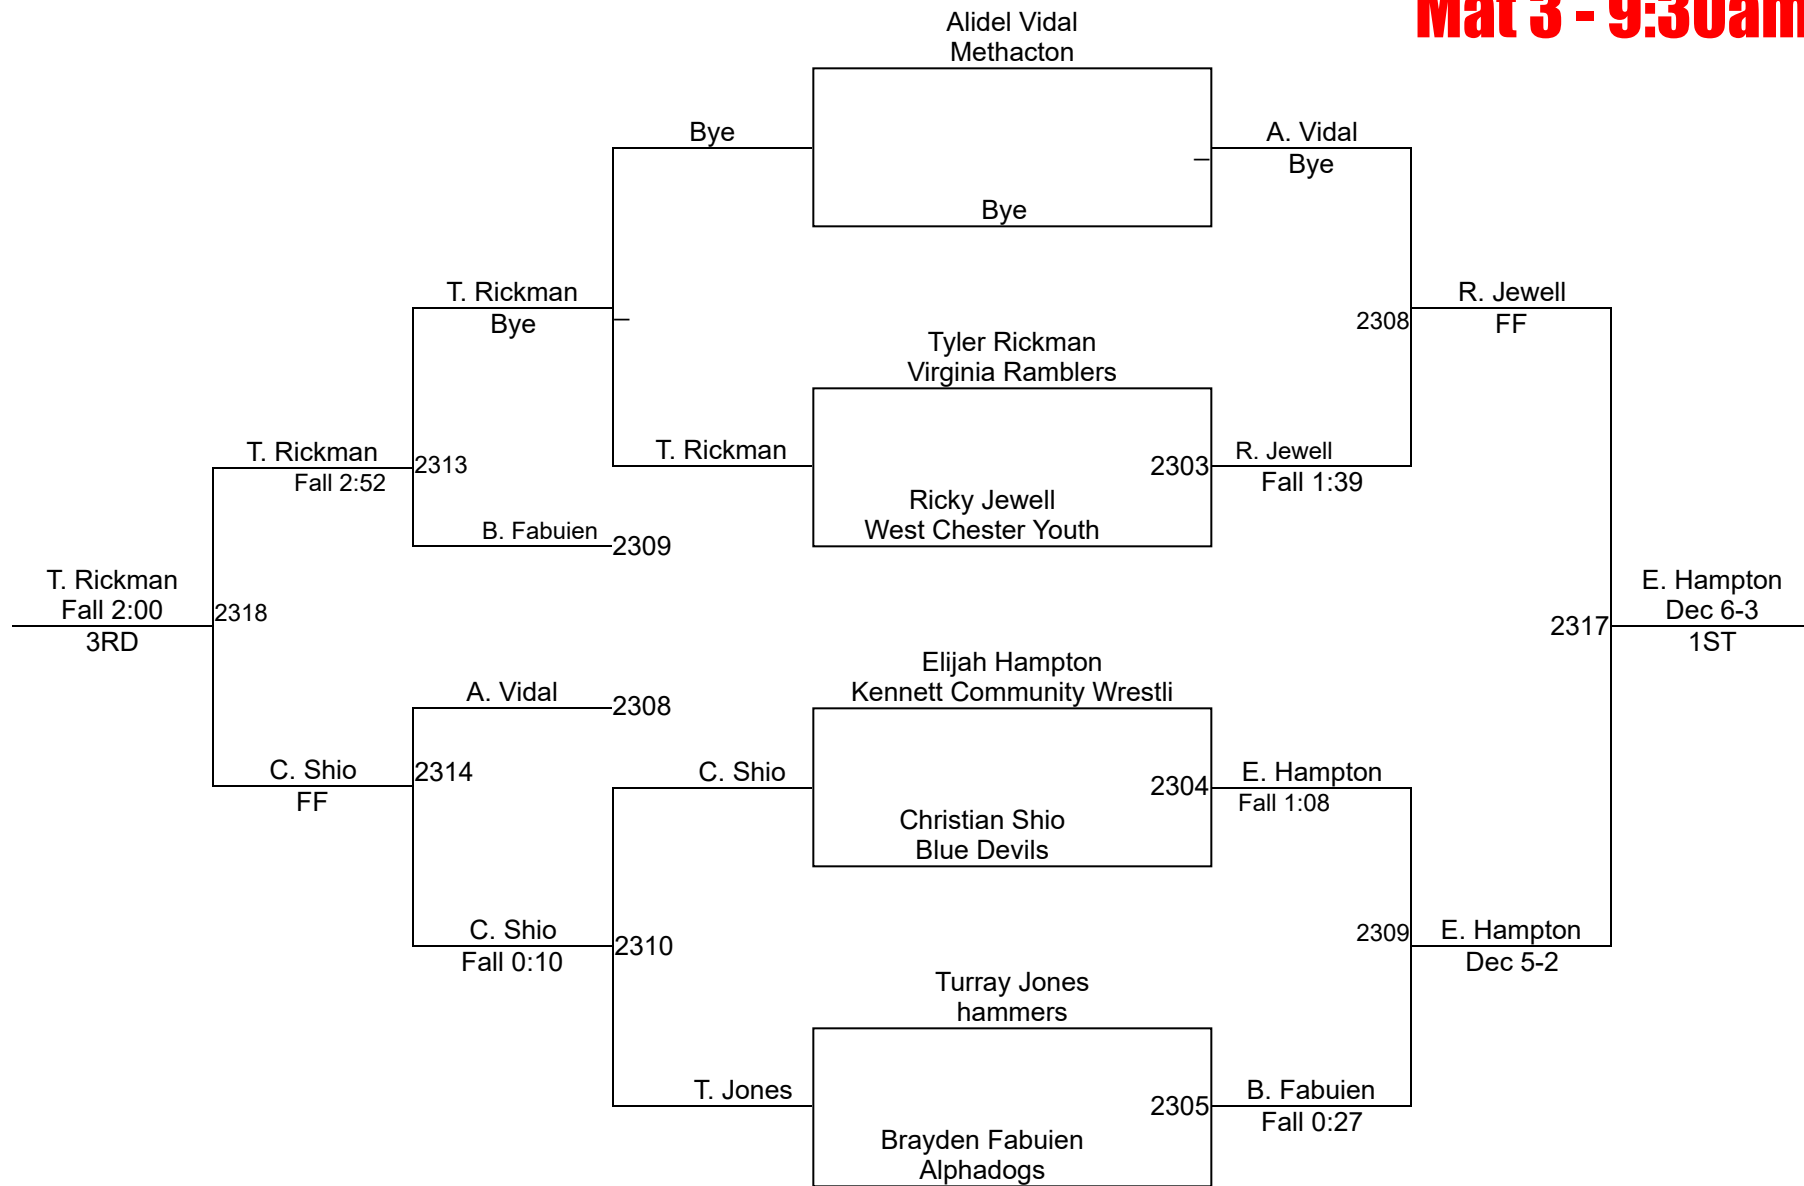 Mat 3 - 9:30am
Alidel Vidal
Methacton
Bye
A. Vidal
Bye
Bye
T. Rickman
Bye
R. Jewell
FF
2308
Tyler Rickman
Virginia Ramblers
T. Rickman
Fall 2:52
2313
T. Rickman
2303
R. Jewell
Fall 1:39
Ricky Jewell
West Chester Youth
B. Fabuien
2309
T. Rickman
Fall 2:00
3RD
2318
2317
E. Hampton
Dec 6-3
1ST
Elijah Hampton
Kennett Community Wrestli
A. Vidal
2308
C. Shio
FF
2314
C. Shio
2304
E. Hampton
Fall 1:08
Christian Shio
Blue Devils
C. Shio
Fall 0:10
2310
2309
E. Hampton
Dec 5-2
Turray Jones
hammers
T. Jones
2305
B. Fabuien
Fall 0:27
Brayden Fabuien
Alphadogs